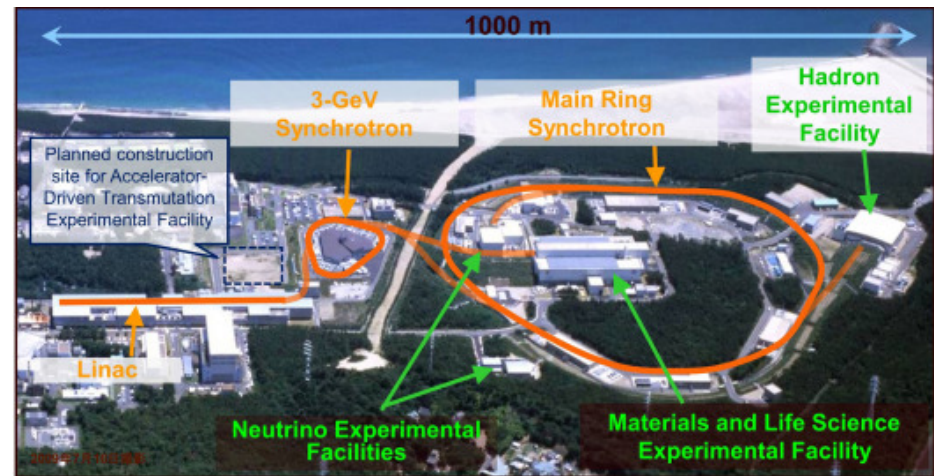 1000 m
Hadron
Experimental
Facility
3-GeV
Synchrotron
Main Ring
Synchrotron
Planned construction
site for Accelerator-
Driven Transmutation
Experimental Facility
Linac
Neutrino Experimental
Facilities
Materials and Life Science
Experimental Facility